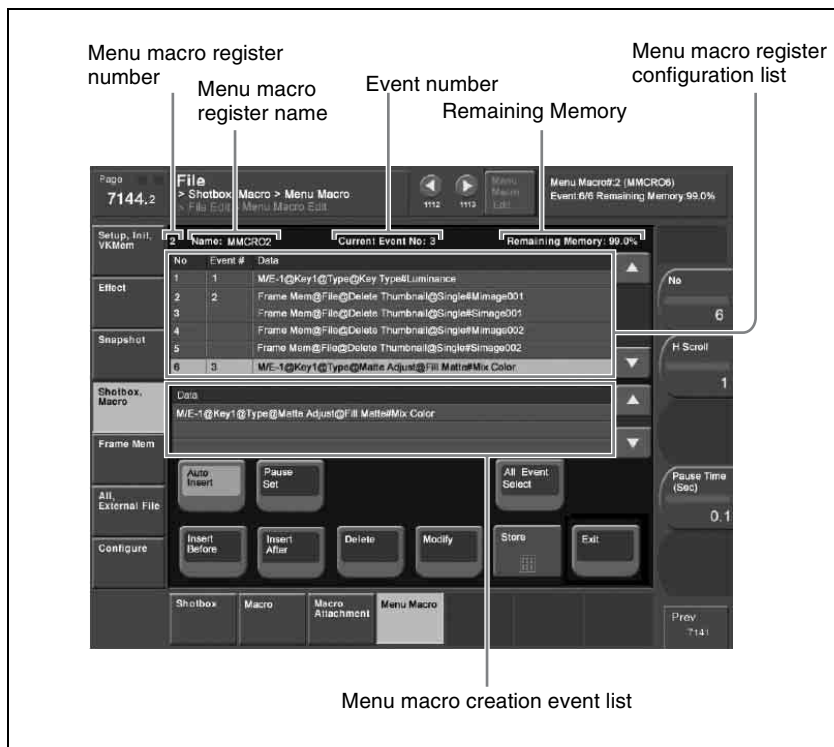 Menu macro register
number
Menu macro
register name
Event number
Remaining Memory
Menu macro register
configuration list
Page
7144.2
File
> Shotbox, Macro > Menu Macro
> File Edit > Menu Macro Edit
1112
1113
Menu
Macro
Edit
Menu Macro#:2 (MMCRO6)
Event:6/6 Remaining Memory:99.0%
Setup, Init,
VKMem
Effect
Snapshot
Shotbox,
Macro
Frame Mem
All,
External File
Configure
2 Name: MMCRO2 Current Event No: 3 Remaining Memory: 99.0%
No Event # Data
1 1 M/E-1@Key1@Type@Key Type#Luminance
2 2 Frame Mem@File@Delete Thumbnail@Single#Mimage001
3 Frame Mem@File@Delete Thumbnail@Single#Simage001
4 Frame Mem@File@Delete Thumbnail@Single#Mimage002
5 Frame Mem@File@Delete Thumbnail@Single#Simage002
6 3 M/E-1@Key1@Type@Matte Adjust@Fill Matte#Mix Color
Data
M/E-1@Key1@Type@Matte Adjust@Fill Matte#Mix Color
Auto
Insert
Pause
Set
All Event
Select
Insert
Before
Insert
After
Delete
Modify
Store
Exit
No
6
H Scroll
1
Pause Time
(Sec)
0.1
Shotbox
Macro
Macro
Attachment
Menu Macro
Prev
7141
Menu macro creation event list